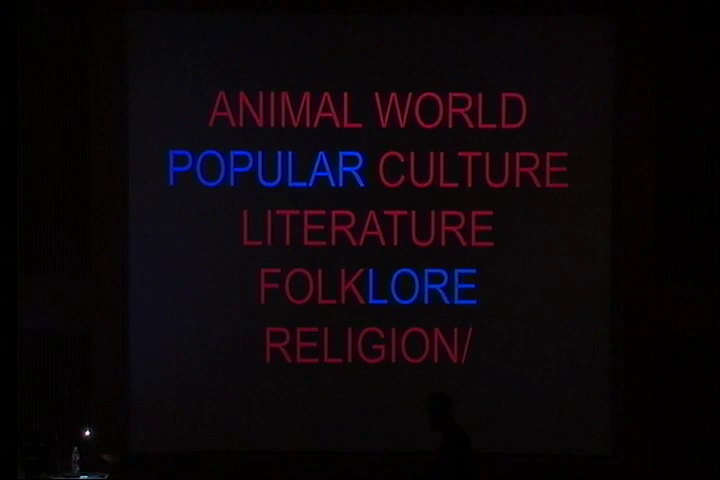 ANIMAL WORLD
POPULAR CULTURE
LITERATURE
FOLKLORE
RELIGION/